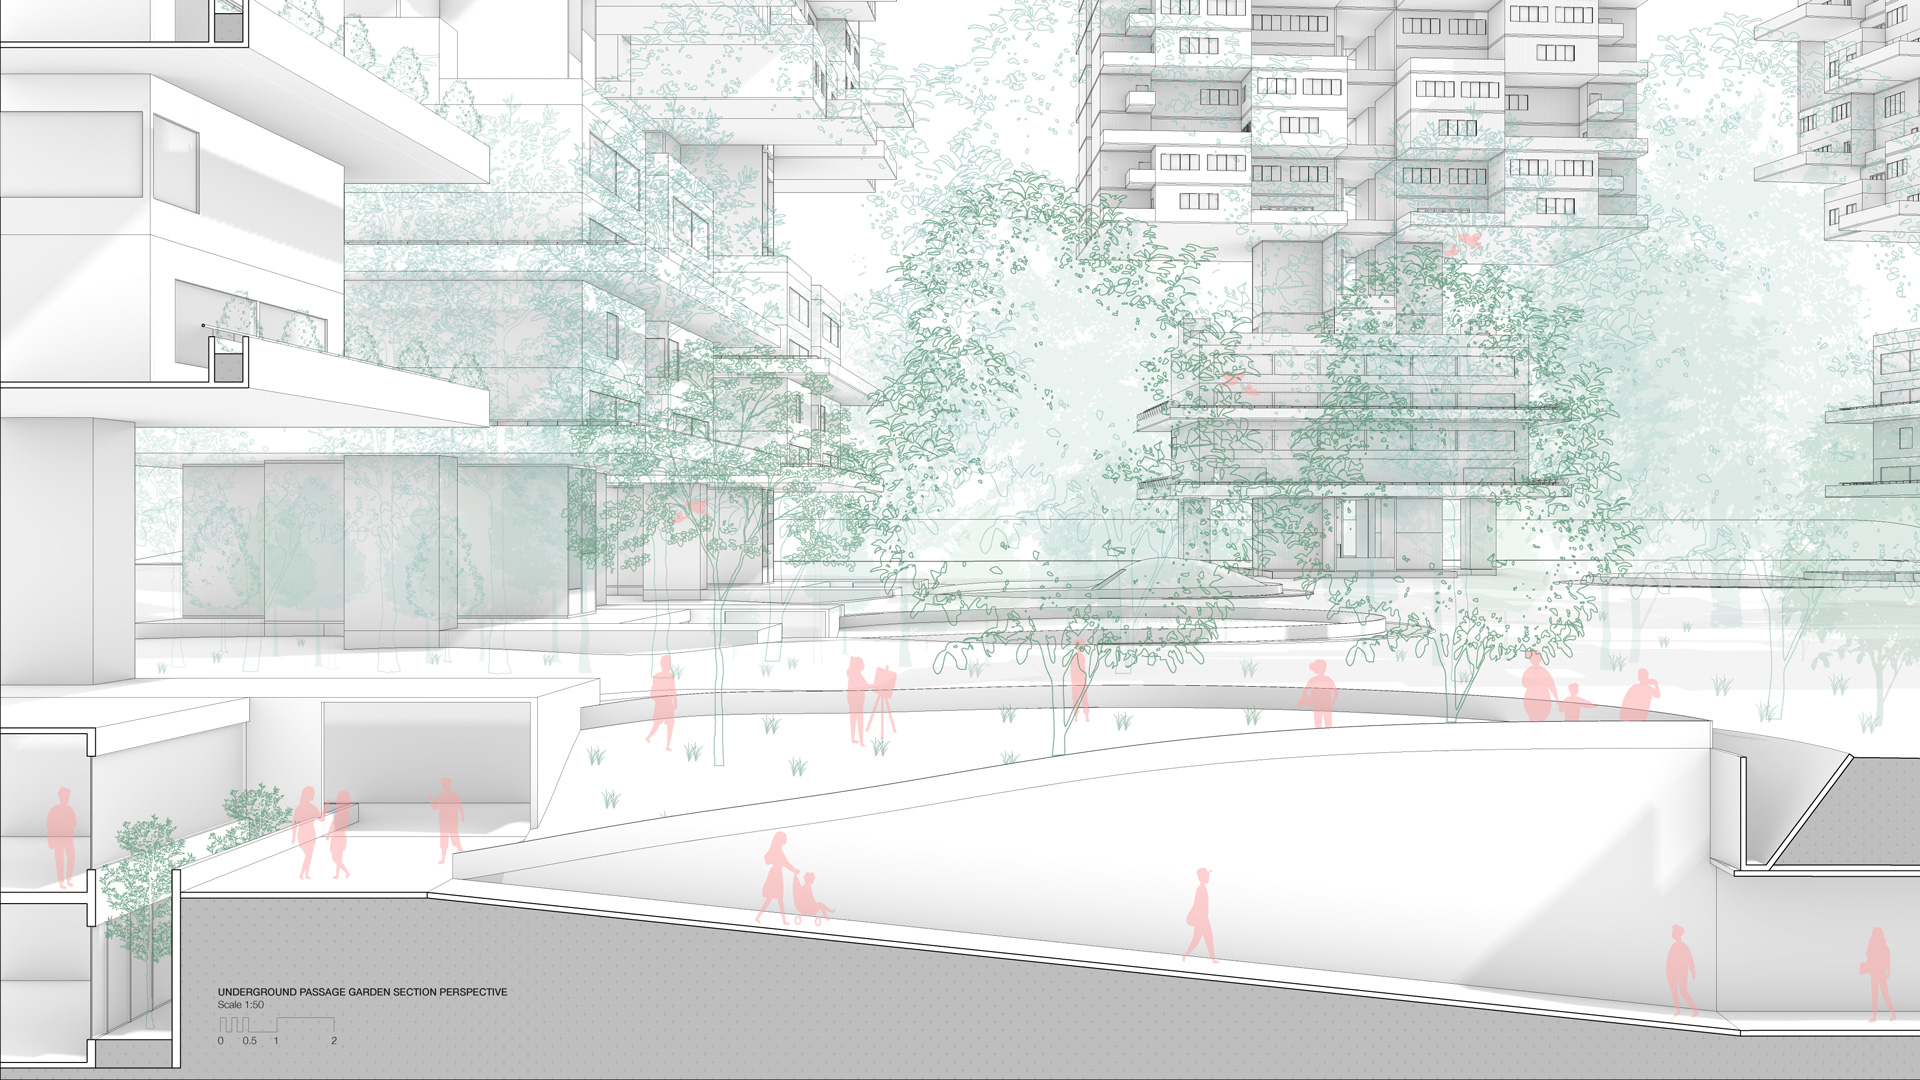 UNDERGROUND PASSAGE GARDEN SECTION PERSPECTIVE
Scale 1:50
0 0.5 1 2